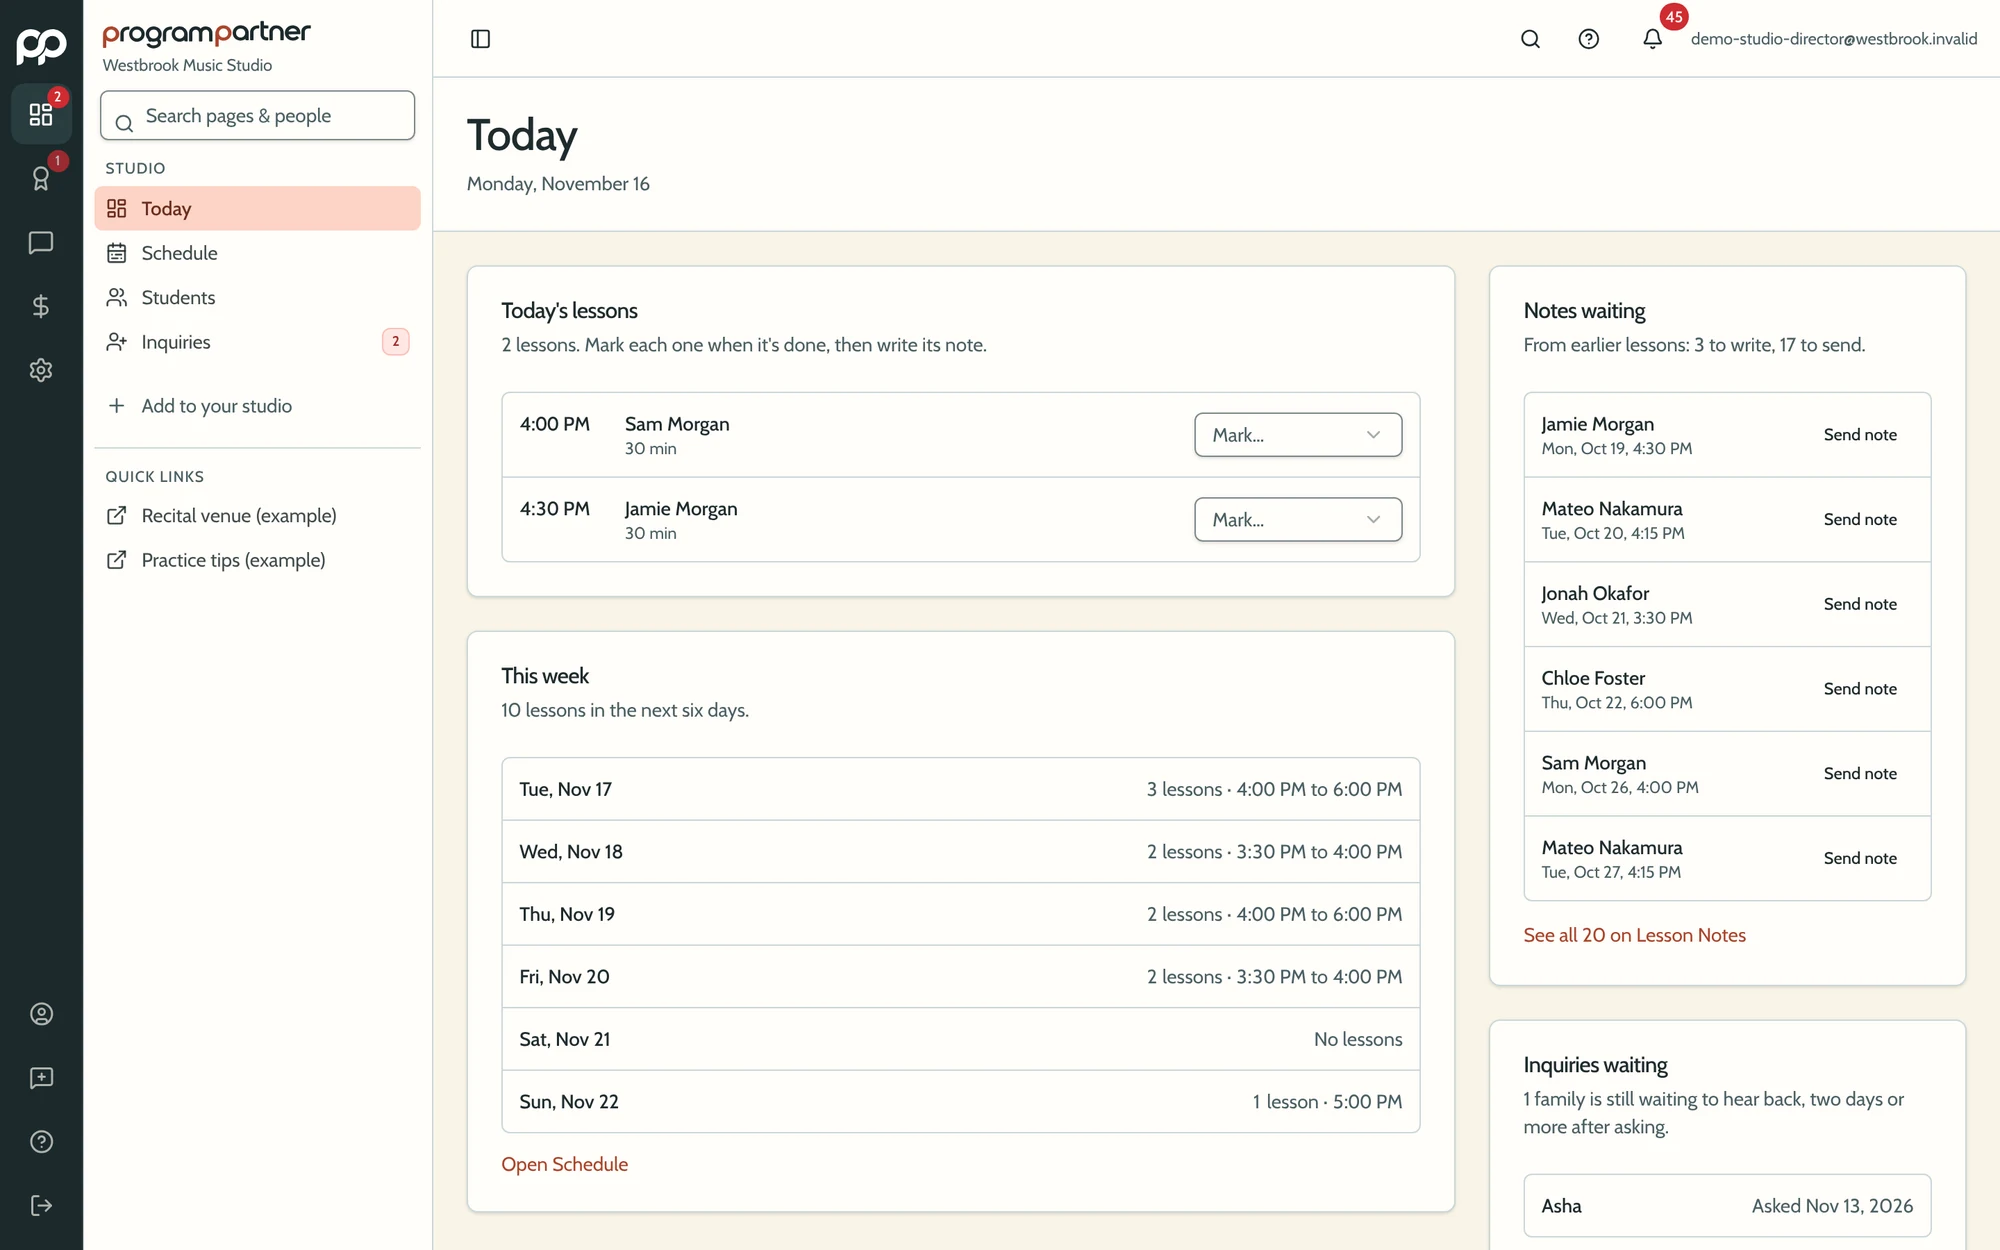 pp
2
1
programpartner
Westbrook Music Studio
Search pages & people
STUDIO
Today
Schedule
Students
Inquiries
2
Add to your studio
QUICK LINKS
Recital venue (example)
Practice tips (example)
45
demo-studio-director@westbrook.invalid
Today
Monday, November 16
Today's lessons
2 lessons. Mark each one when it's done, then write its note.
4:00 PM
Sam Morgan
30 min
Mark...
4:30 PM
Jamie Morgan
30 min
Mark...
This week
10 lessons in the next six days.
Tue, Nov 17
3 lessons · 4:00 PM to 6:00 PM
Wed, Nov 18
2 lessons · 3:30 PM to 4:00 PM
Thu, Nov 19
2 lessons · 4:00 PM to 6:00 PM
Fri, Nov 20
2 lessons · 3:30 PM to 4:00 PM
Sat, Nov 21
No lessons
Sun, Nov 22
1 lesson · 5:00 PM
Open Schedule
Notes waiting
From earlier lessons: 3 to write, 17 to send.
Jamie Morgan
Mon, Oct 19, 4:30 PM
Send note
Mateo Nakamura
Tue, Oct 20, 4:15 PM
Send note
Jonah Okafor
Wed, Oct 21, 3:30 PM
Send note
Chloe Foster
Thu, Oct 22, 6:00 PM
Send note
Sam Morgan
Mon, Oct 26, 4:00 PM
Send note
Mateo Nakamura
Tue, Oct 27, 4:15 PM
Send note
See all 20 on Lesson Notes
Inquiries waiting
1 family is still waiting to hear back, two days or
more after asking.
Asha
Asked Nov 13, 2026